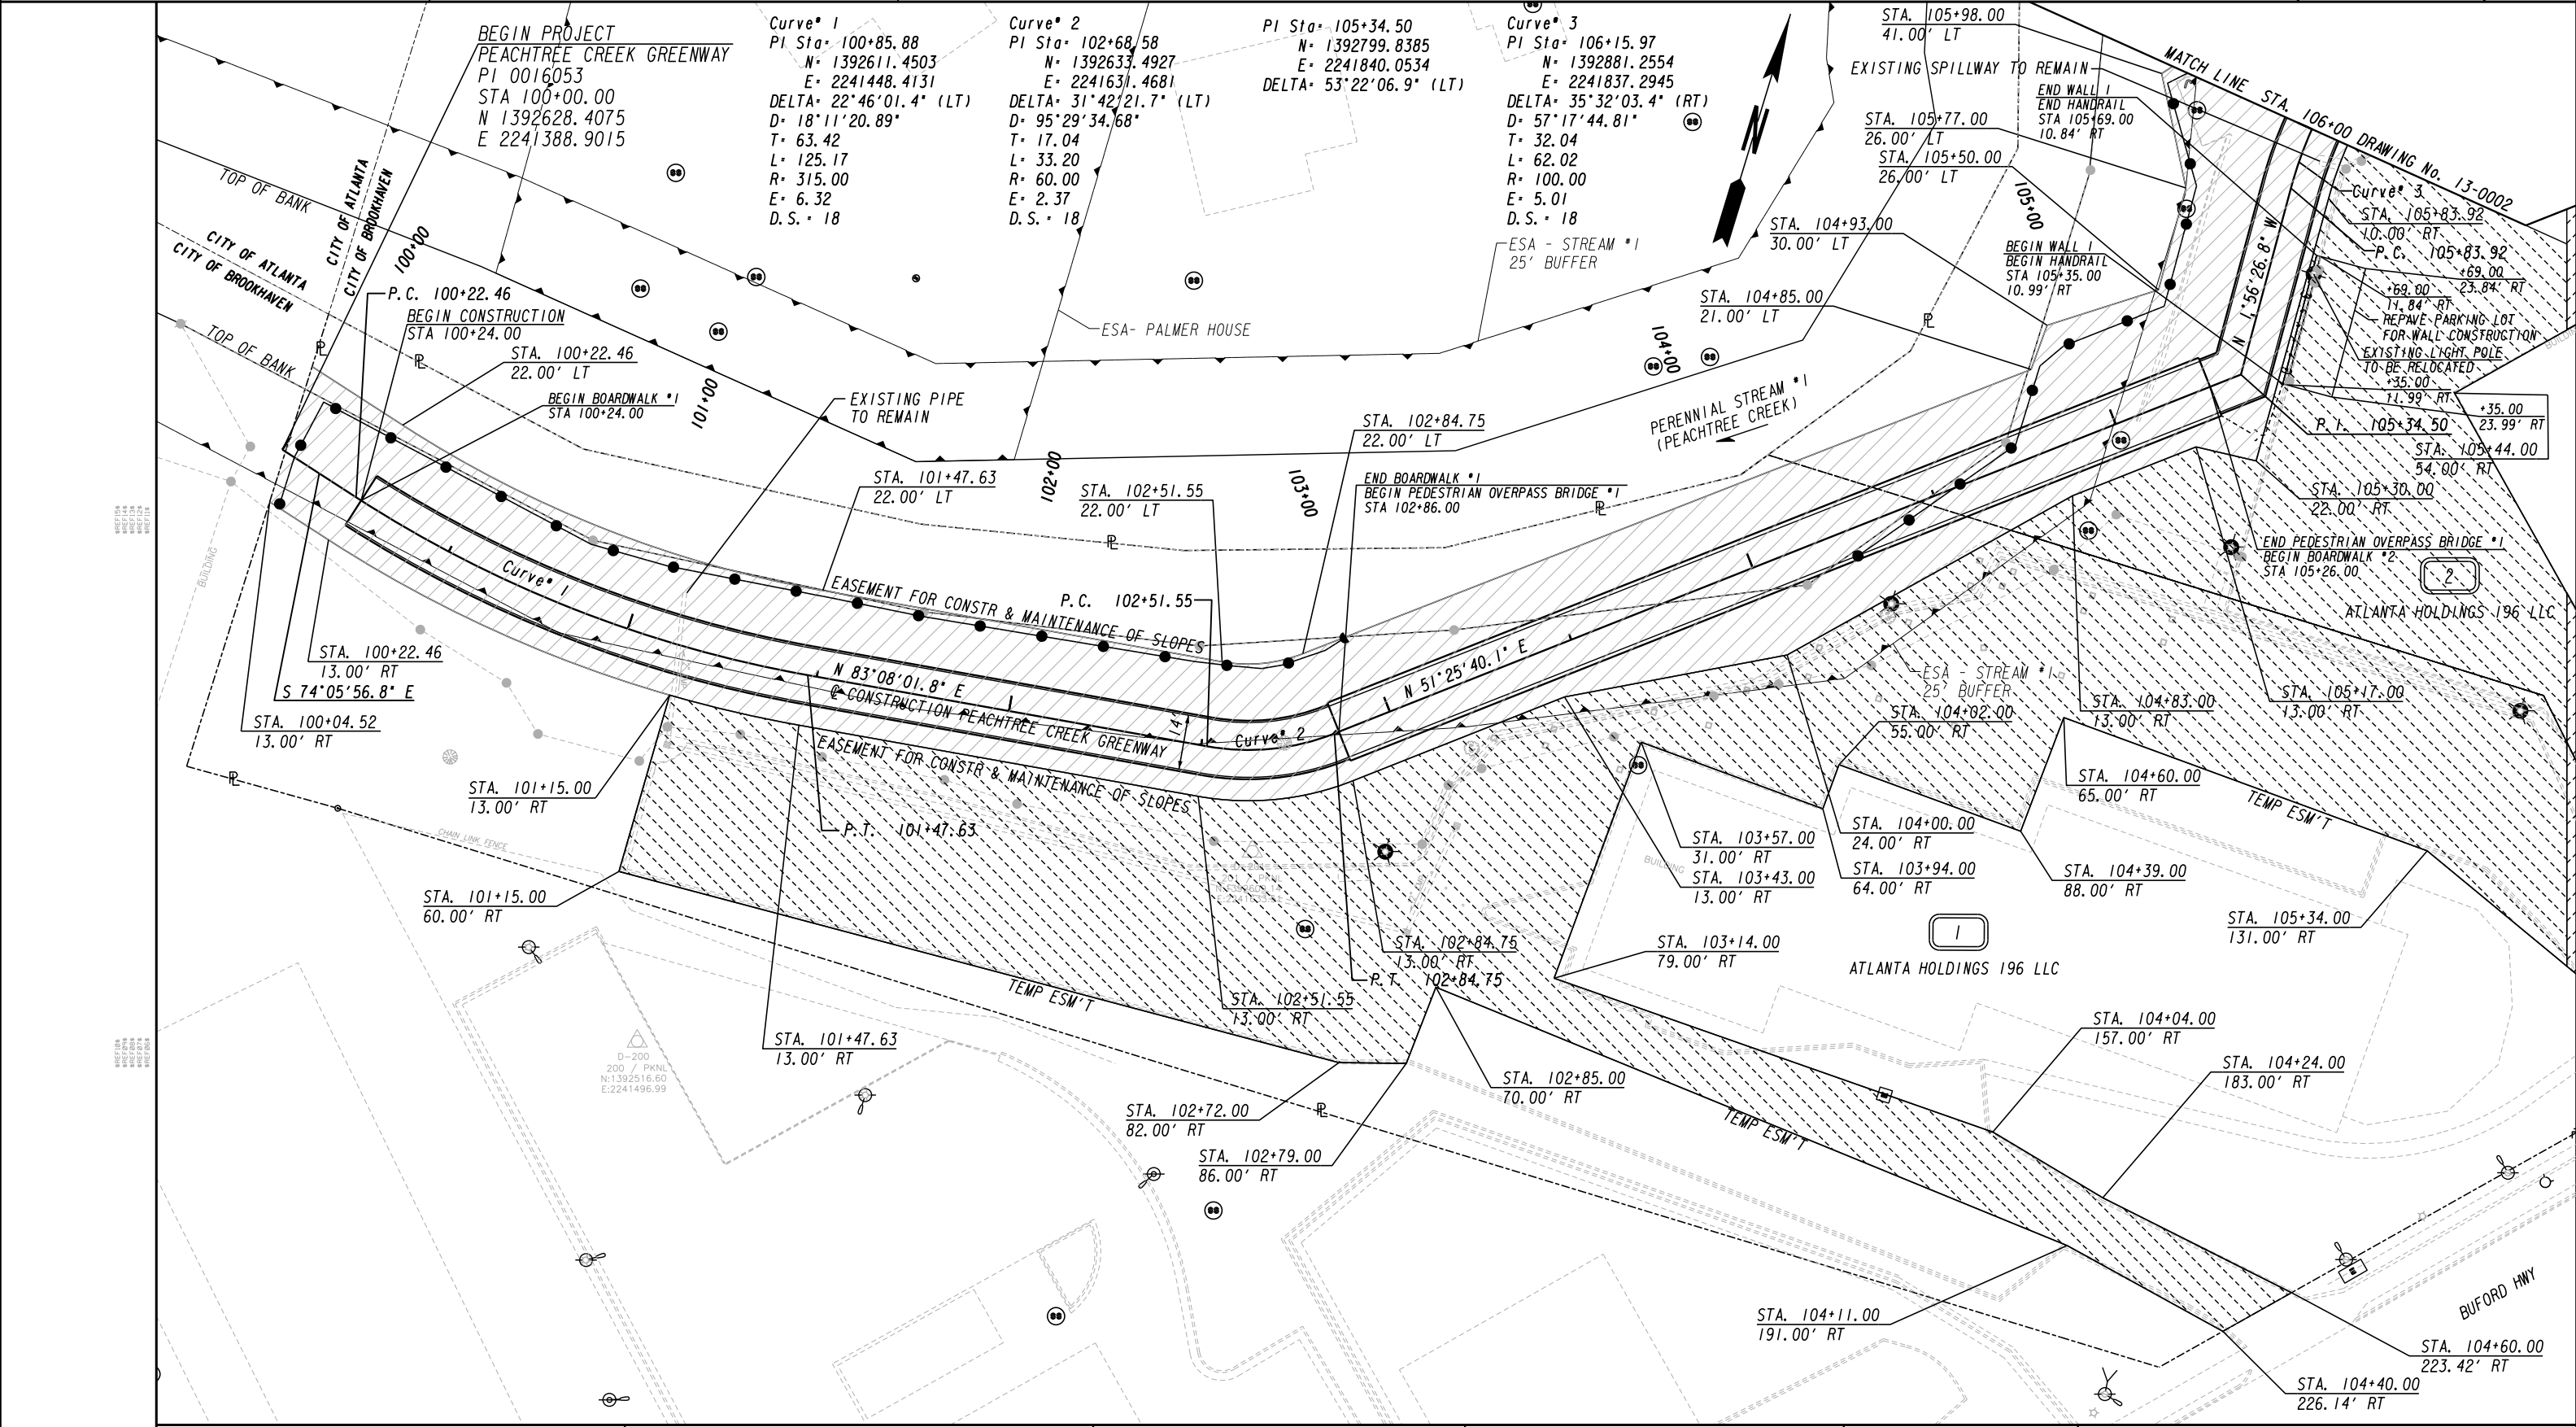 BEGIN PROJECT
PEACHTREE CREEK GREENWAY
PI 0016053
STA 100+00.00
N 1392628.4075
E 2241388.9015
Curve# 1
PI Sta= 100+85.88
N= 1392611.4503
E= 2241448.4131
DELTA= 22°46'01.4" (LT)
D= 18°11'20.89"
T= 63.42
L= 125.17
R= 315.00
E= 6.32
D.S. = 18
Curve# 2
PI Sta= 102+68.58
N= 1392633.4927
E= 2241631.4681
DELTA= 31°42'21.7" (LT)
D= 95°29'34.68"
T= 17.04
L= 33.20
R= 60.00
E= 2.37
D.S. = 18
PI Sta= 105+34.50
N= 1392799.8385
E= 2241840.0534
DELTA= 53°22'06.9" (LT)
Curve# 3
PI Sta= 106+15.97
N= 1392881.2554
E= 2241837.2945
DELTA= 35°32'03.4" (RT)
D= 57°17'44.81"
T= 32.04
L= 62.02
R= 100.00
E= 5.01
D.S. = 18
N
STA. 105+98.00
41.00' LT
EXISTING SPILLWAY TO REMAIN
MATCH LINE STA. 106+00 DRAWING No. 13-0002
END WALL 1
END HANDRAIL
STA 105+69.00
10.84' RT
STA. 105+77.00
26.00' LT
STA. 105+50.00
26.00' LT
105+00
STA. 104+93.00
30.00' LT
BEGIN WALL 1
BEGIN HANDRAIL
STA 105+35.00
10.99' RT
N 1°56'26.8" W
Curve# 3
STA. 105+83.92
10.00' RT
P.C. 105+83.92
+69.00
23.84' RT
+69.00
11.84' RT
REPAVE PARKING LOT
FOR WALL CONSTRUCTION
EXISTING LIGHT POLE
TO BE RELOCATED
+35.00
11.99' RT
+35.00
23.99' RT
P.I. 105+34.50
STA. 105+44.00
54.00' RT
STA. 105+30.00
22.00' RT
END PEDESTRIAN OVERPASS BRIDGE #1
BEGIN BOARDWALK #2
STA 105+26.00
2
ATLANTA HOLDINGS 196 LLC
TOP OF BANK
CITY OF ATLANTA
CITY OF BROOKHAVEN
CITY OF ATLANTA
CITY OF BROOKHAVEN
100+00
P.C. 100+22.46
BEGIN CONSTRUCTION
STA 100+24.00
TOP OF BANK
STA. 100+22.46
22.00' LT
BEGIN BOARDWALK #1
STA 100+24.00
101+00
EXISTING PIPE
TO REMAIN
ESA- PALMER HOUSE
ESA - STREAM #1
25' BUFFER
STA. 104+85.00
21.00' LT
104+00
PERENNIAL STREAM #1
(PEACHTREE CREEK)
102+00
103+00
STA. 102+84.75
22.00' LT
STA. 101+47.63
22.00' LT
STA. 102+51.55
22.00' LT
END BOARDWALK #1
BEGIN PEDESTRIAN OVERPASS BRIDGE #1
STA 102+86.00
BUILDING
Curve# 1
EASEMENT FOR CONSTR & MAINTENANCE OF SLOPES
P.C. 102+51.55
N 83°08'01.8" E
CONSTRUCTION PEACHTREE CREEK GREENWAY
14'
Curve# 2
N 51°25'40.1" E
EASEMENT FOR CONSTR & MAINTENANCE OF SLOPES
STA. 100+22.46
13.00' RT
S 74°05'56.8" E
STA. 100+04.52
13.00' RT
ESA - STREAM #1
25' BUFFER
STA. 104+02.00
55.00' RT
STA. 104+83.00
13.00' RT
STA. 105+17.00
13.00' RT
STA. 101+15.00
13.00' RT
P.T. 101+47.63
CHAIN LINK FENCE
STA. 104+60.00
65.00' RT
TEMP ESM'T
STA. 103+57.00
31.00' RT
STA. 103+43.00
13.00' RT
STA. 104+00.00
24.00' RT
STA. 103+94.00
64.00' RT
STA. 104+39.00
88.00' RT
BUILDING
STA. 101+15.00
60.00' RT
STA. 105+34.00
131.00' RT
1
ATLANTA HOLDINGS 196 LLC
STA. 102+84.75
13.00' RT
P.T. 102+84.75
STA. 103+14.00
79.00' RT
TEMP ESM'T
STA. 102+51.55
13.00' RT
STA. 101+47.63
13.00' RT
D-200
200 / PKNL
N:1392516.60
E:2241496.99
STA. 104+04.00
157.00' RT
STA. 104+24.00
183.00' RT
STA. 102+85.00
70.00' RT
STA. 102+72.00
82.00' RT
TEMP ESM'T
STA. 102+79.00
86.00' RT
BUFORD HWY
STA. 104+11.00
191.00' RT
STA. 104+60.00
223.42' RT
STA. 104+40.00
226.14' RT